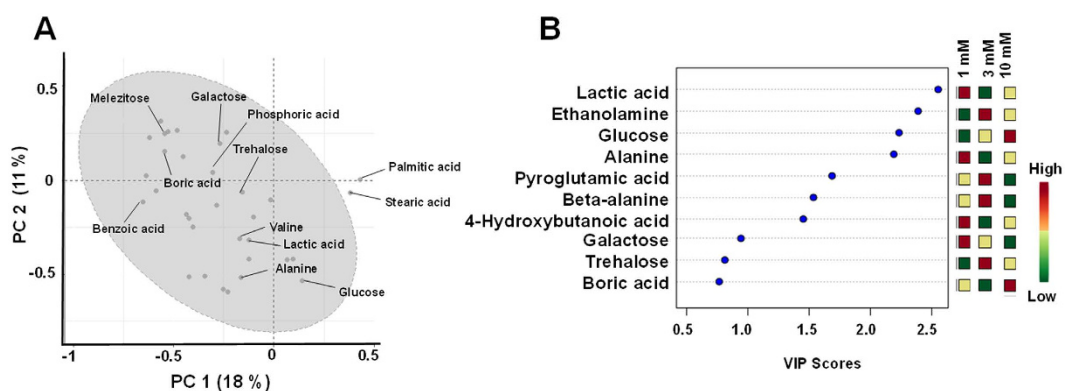 A
0.5
0
-0.5
PC 2 (11 %)
Melezitose
Galactose
Phosphoric acid
Trehalose
Palmitic acid
Boric acid
Stearic acid
Benzoic acid
Valine
Lactic acid
Alanine
Glucose
-1
-0.5
0
0.5
PC 1 (18 %)
B
1 mM
3 mM
10 mM
Lactic acid
Ethanolamine
Glucose
Alanine
Pyroglutamic acid
Beta-alanine
4-Hydroxybutanoic acid
Galactose
Trehalose
Boric acid
High
Low
0.5
1.0
1.5
2.0
2.5
VIP Scores